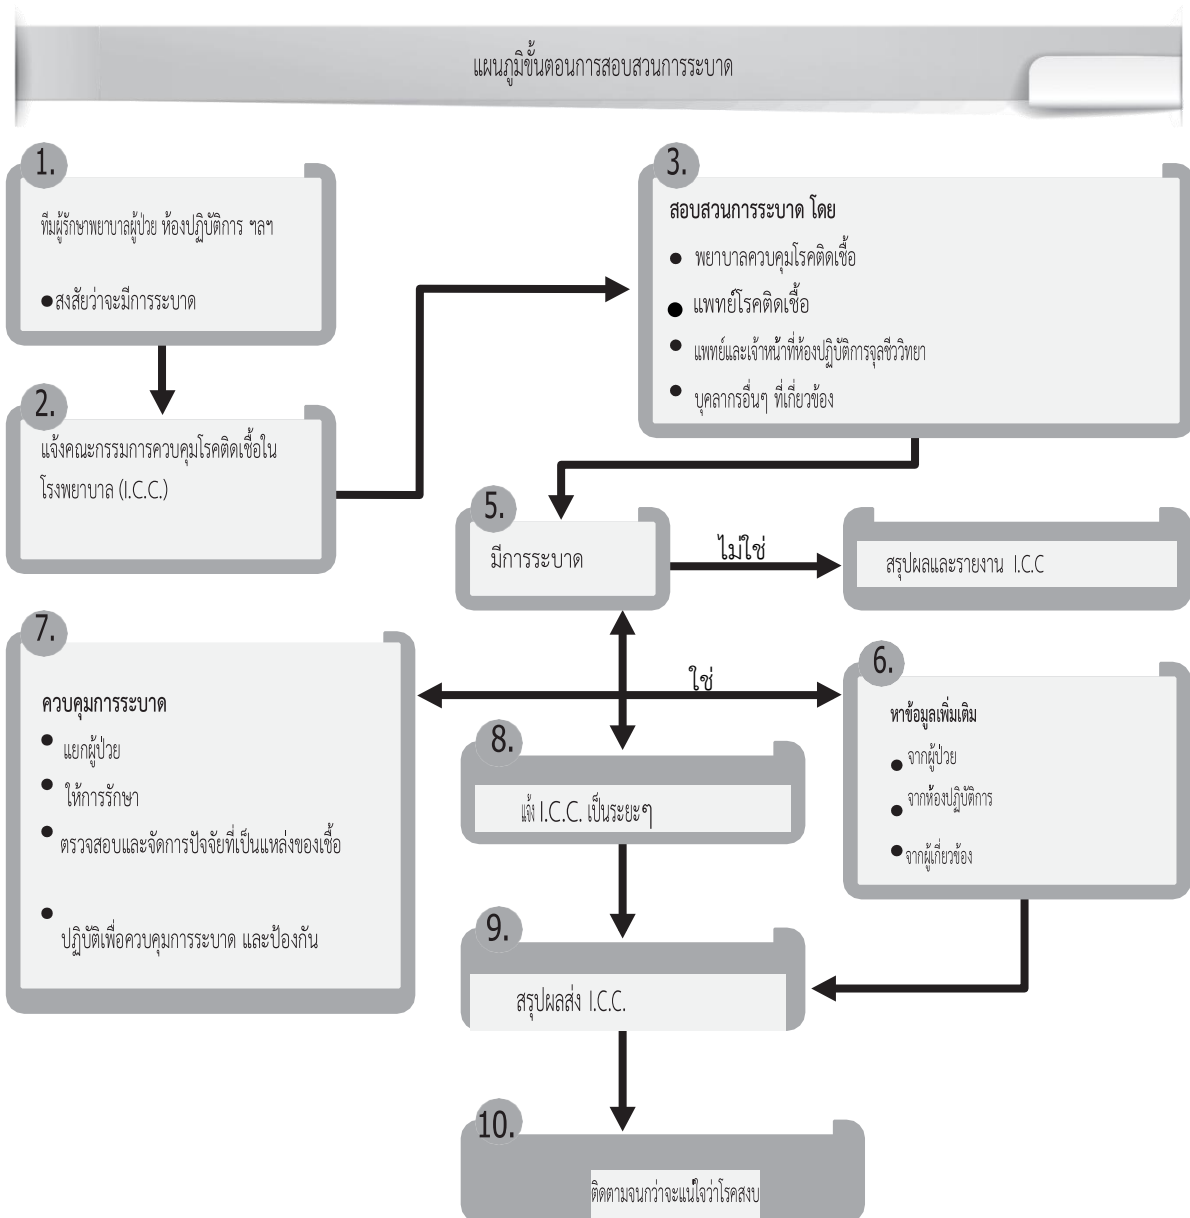 แผนภูมิขั้นตอนการสอบสวนการระบาด
1.
ทีมผู้รักษาพยาบาลผู้ป่วย ห้องปฏิบัติการ ฯลฯ
●สงสัยว่าจะมีการระบาด
2.
แจ้งคณะกรรมการควบคุมโรคติดเชื้อใน
โรงพยาบาล (I.C.C.)
3.
สอบสวนการระบาด โดย
● พยาบาลควบคุมโรคติดเชื้อ
● แพทย์โรคติดเชื้อ
● แพทย์และเจ้าหน้าที่ห้องปฏิบัติการจุลชีววิทยา
● บุคลากรอื่นๆ ที่เกี่ยวข้อง
5.
มีการระบาด
ไม่ใช่
สรุปผลและรายงาน I.C.C
ใช่
6.
หาข้อมูลเพิ่มเติม
● จากผู้ป่วย
● จากห้องปฏิบัติการ
● จากผู้เกี่ยวข้อง
7.
ควบคุมการระบาด
● แยกผู้ป่วย
● ให้การรักษา
● ตรวจสอบและจัดการปัจจัยที่เป็นแหล่งของเชื้อ
● ปฏิบัติเพื่อควบคุมการระบาด และป้องกัน
8.
แจ้ง I.C.C. เป็นระยะๆ
9.
สรุปผลส่ง I.C.C.
10.
ติดตามจนกว่าจะแน่ใจว่าโรคสงบ